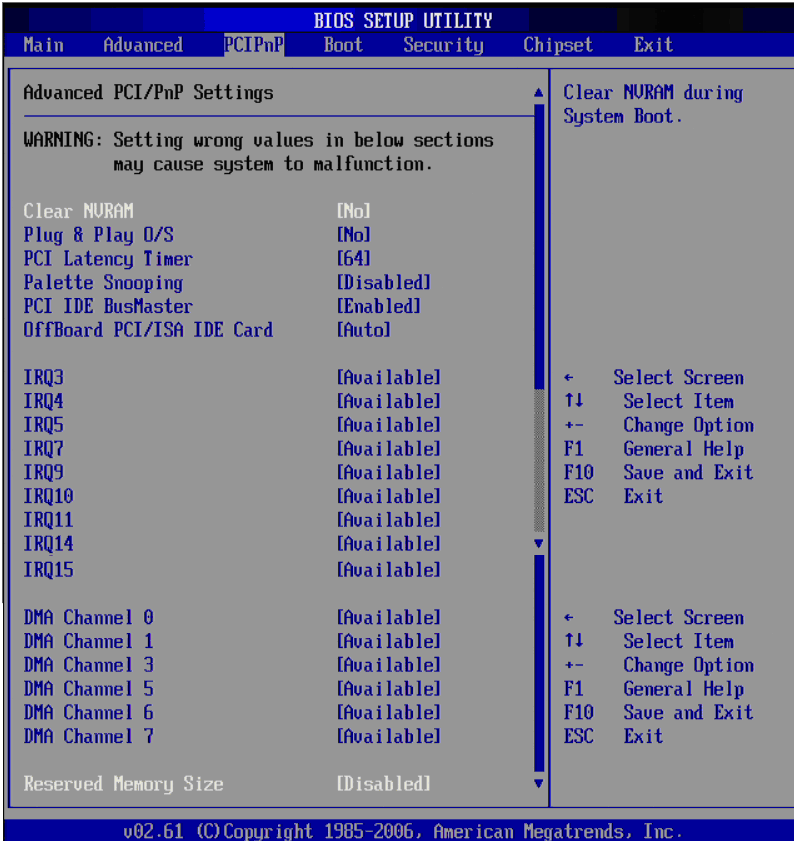 BIOS SETUP UTILITY
Main Advanced PCIPnP Boot Security Chipset Exit
Advanced PCI/PnP Settings
WARNING: Setting wrong values in below sections
may cause system to malfunction.
Clear NVRAM [No]
Plug & Play O/S [No]
PCI Latency Timer [64]
Palette Snooping [Disabled]
PCI IDE BusMaster [Enabled]
OffBoard PCI/ISA IDE Card [Auto]
IRQ3 [Available]
IRQ4 [Available]
IRQ5 [Available]
IRQ7 [Available]
IRQ9 [Available]
IRQ10 [Available]
IRQ11 [Available]
IRQ14 [Available]
IRQ15 [Available]
DMA Channel 0 [Available]
DMA Channel 1 [Available]
DMA Channel 3 [Available]
DMA Channel 5 [Available]
DMA Channel 6 [Available]
DMA Channel 7 [Available]
Reserved Memory Size [Disabled]
Clear NVRAM during
System Boot.
← Select Screen
↑↓ Select Item
+- Change Option
F1 General Help
F10 Save and Exit
ESC Exit
← Select Screen
↑↓ Select Item
+- Change Option
F1 General Help
F10 Save and Exit
ESC Exit
v02.61 (C)Copyright 1985-2006, American Megatrends, Inc.